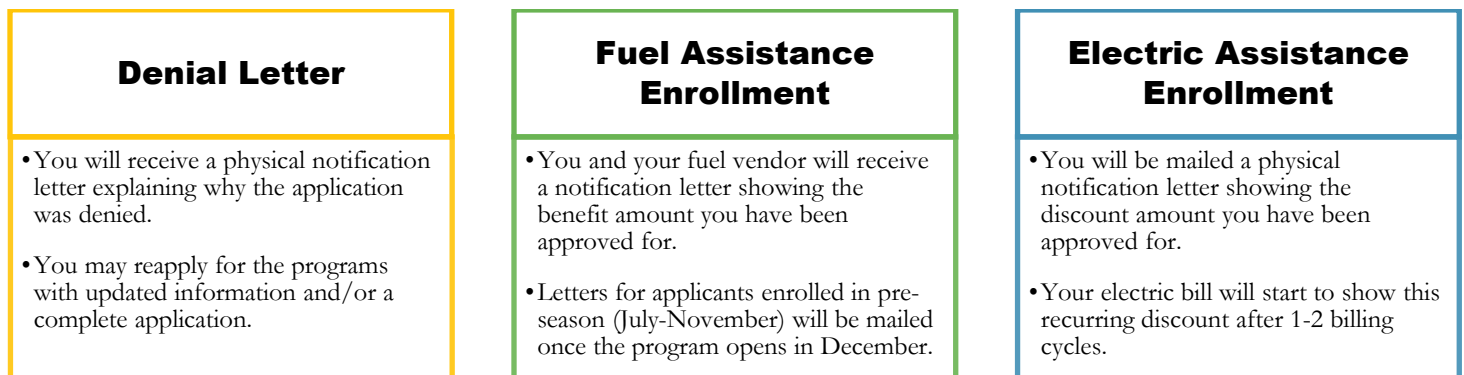 Denial Letter
•You will receive a physical notification
letter explaining why the application
was denied.
•You may reapply for the programs
with updated information and/or a
complete application.
Fuel Assistance
Enrollment
•You and your fuel vendor will receive
a notification letter showing the
benefit amount you have been
approved for.
•Letters for applicants enrolled in pre-
season (July-November) will be mailed
once the program opens in December.
Electric Assistance
Enrollment
•You will be mailed a physical
notification letter showing the
discount amount you have been
approved for.
•Your electric bill will start to show this
recurring discount after 1-2 billing
cycles.